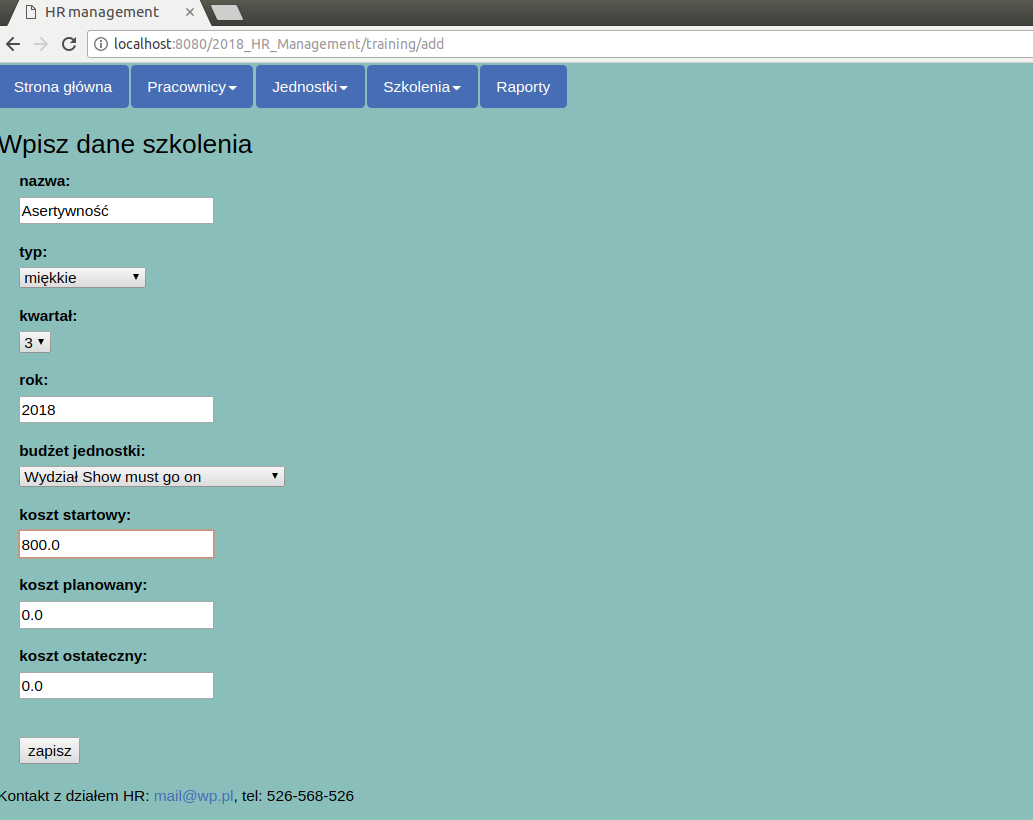 HR management
localhost:8080/2018_HR_Management/training/add
Strona główna Pracownicy Jednostki Szkolenia Raporty
Wpisz dane szkolenia
nazwa:
Asertywność
typ:
miękkie
kwartał:
3
rok:
2018
budżet jednostki:
Wydział Show must go on
koszt startowy:
800.0
koszt planowany:
0.0
koszt ostateczny:
0.0
zapisz
Kontakt z działem HR: mail@wp.pl, tel: 526-568-526